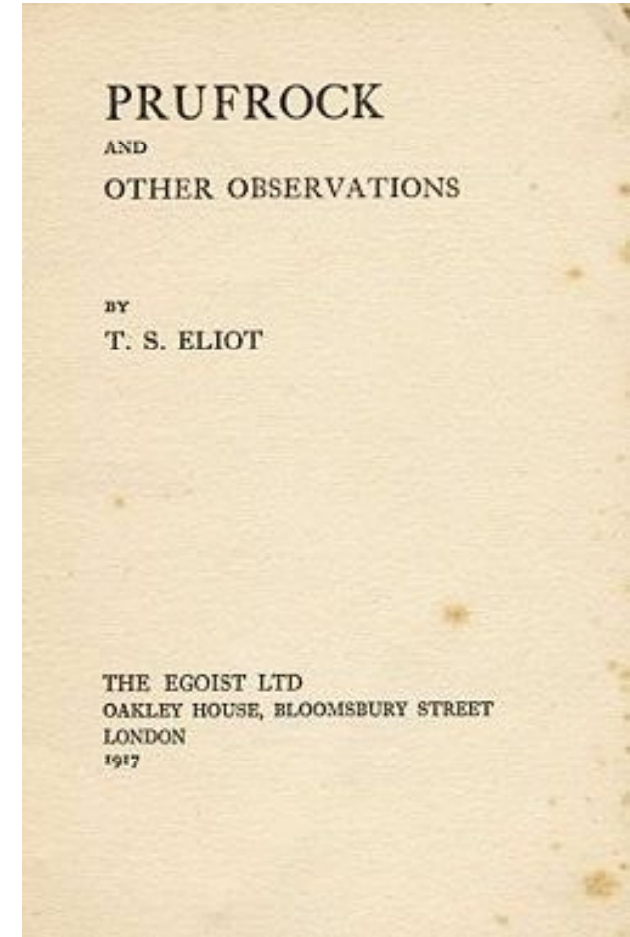 PRUFROCK
AND
OTHER OBSERVATIONS
BY
T. S. ELIOT
THE EGOIST LTD
OAKLEY HOUSE, BLOOMSBURY STREET
LONDON
1917